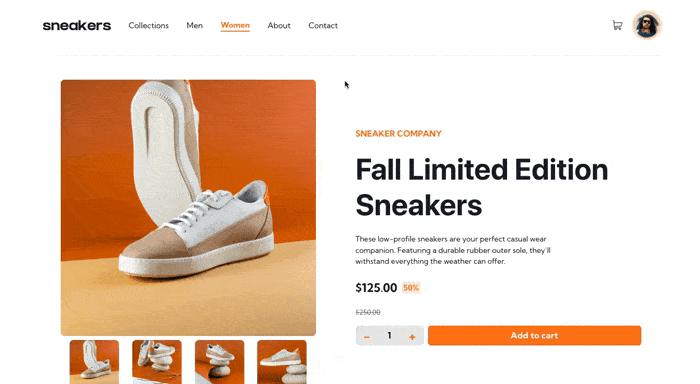 sneakers
Collections
Men
Women
About
Contact
SNEAKER COMPANY
Fall Limited Edition
Sneakers
These low-profile sneakers are your perfect casual wear
companion. Featuring a durable rubber outer sole, they'll
withstand everything the weather can offer.
$125.00 50%
$250.00
− 1 +
Add to cart